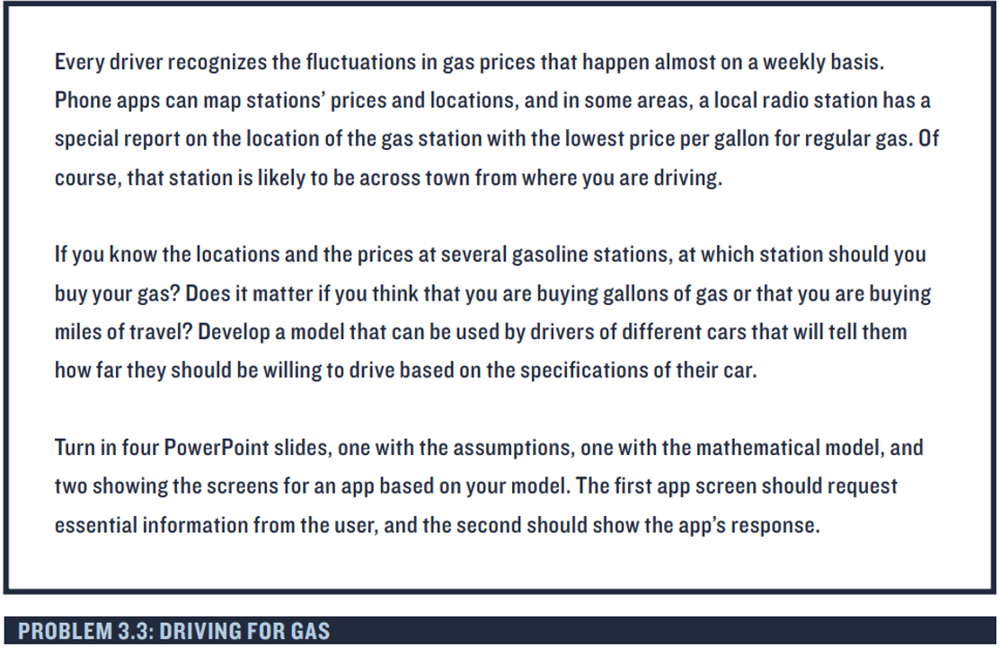 Every driver recognizes the fluctuations in gas prices that happen almost on a weekly basis.
Phone apps can map stations’ prices and locations, and in some areas, a local radio station has a
special report on the location of the gas station with the lowest price per gallon for regular gas. Of
course, that station is likely to be across town from where you are driving.
If you know the locations and the prices at several gasoline stations, at which station should you
buy your gas? Does it matter if you think that you are buying gallons of gas or that you are buying
miles of travel? Develop a model that can be used by drivers of different cars that will tell them
how far they should be willing to drive based on the specifications of their car.
Turn in four PowerPoint slides, one with the assumptions, one with the mathematical model, and
two showing the screens for an app based on your model. The first app screen should request
essential information from the user, and the second should show the app’s response.
PROBLEM 3.3: DRIVING FOR GAS